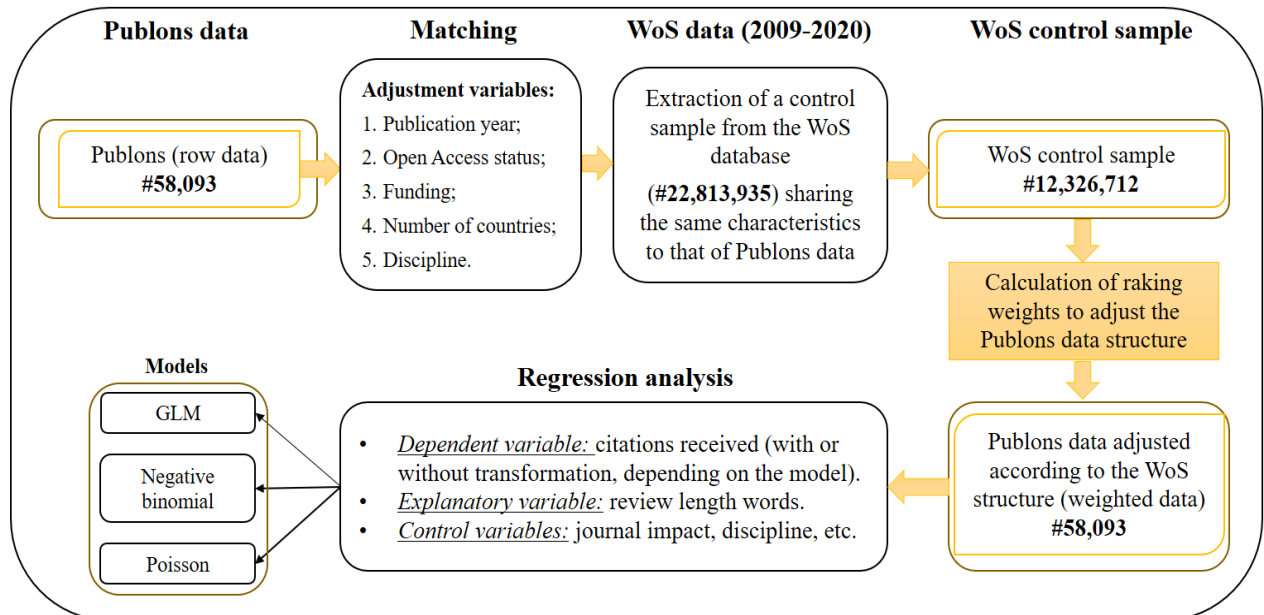 Publons data
Publons (row data)
#58,093
Matching
Adjustment variables:
1. Publication year;
2. Open Access status;
3. Funding;
4. Number of countries;
5. Discipline.
WoS data (2009-2020)
Extraction of a control
sample from the WoS
database
(#22,813,935) sharing
the same characteristics
to that of Publons data
WoS control sample
WoS control sample
#12,326,712
Calculation of raking
weights to adjust the
Publons data structure
Publons data adjusted
according to the WoS
structure (weighted data)
#58,093
Regression analysis
• Dependent variable: citations received (with or
without transformation, depending on the model).
• Explanatory variable: review length words.
• Control variables: journal impact, discipline, etc.
Models
GLM
Negative
binomial
Poisson